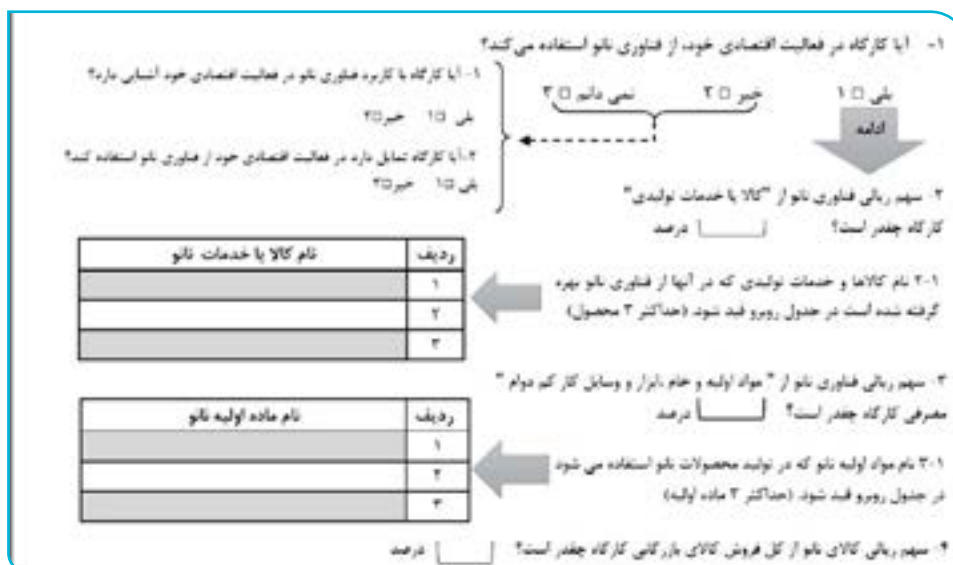 ۱- آیا کارگاه در فعالیت اقتصادی خود، از فناوری نانو استفاده می‌کند؟
بلی □ ۱ خیر □ ۲ نمی دانم □ ۳
ادامه
۱- آیا کارگاه با کاربرد فناوری نانو در فعالیت اقتصادی خود آشنایی دارد؟
بلی □ ۱ خیر □ ۲
۲- آیا کارگاه تمایل دارد در فعالیت اقتصادی خود از فناوری نانو استفاده کند؟
بلی □ ۱ خیر □ ۲
۲- سهم ریالی فناوری نانو از "کالا یا خدمات تولیدی"
کارگاه چقدر است؟ درصد
۲-۱ نام کالاها و خدمات تولیدی که در آنها از فناوری نانو بهره
گرفته شده است در جدول روبرو قید شود. (حداکثر ۳ محصول)
ردیف نام کالا یا خدمات نانو
۱
۲
۳
۳- سهم ریالی فناوری نانو از " مواد اولیه و خام ،ابزار و وسایل کار کم دوام "
مصرفی کارگاه چقدر است؟ درصد
۳-۱ نام مواد اولیه نانو که در تولید محصولات نانو استفاده می شود
در جدول روبرو قید شود. (حداکثر ۳ ماده اولیه)
ردیف نام ماده اولیه نانو
۱
۲
۳
۴- سهم ریالی کالای نانو از کل فروش کالای بازرگانی کارگاه چقدر است؟ درصد